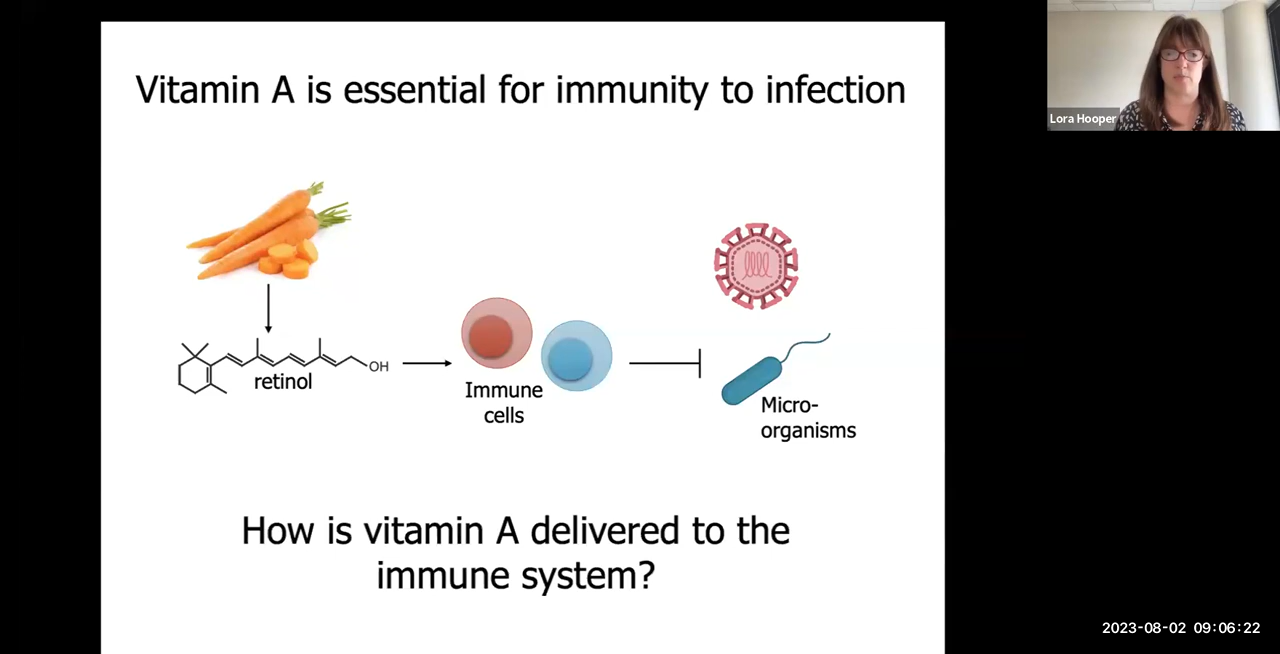 Vitamin A is essential for immunity to infection
Lora Hooper
OH
retinol
Immune
cells
Micro-
organisms
How is vitamin A delivered to the
immune system?
2023-08-02 09:06:22